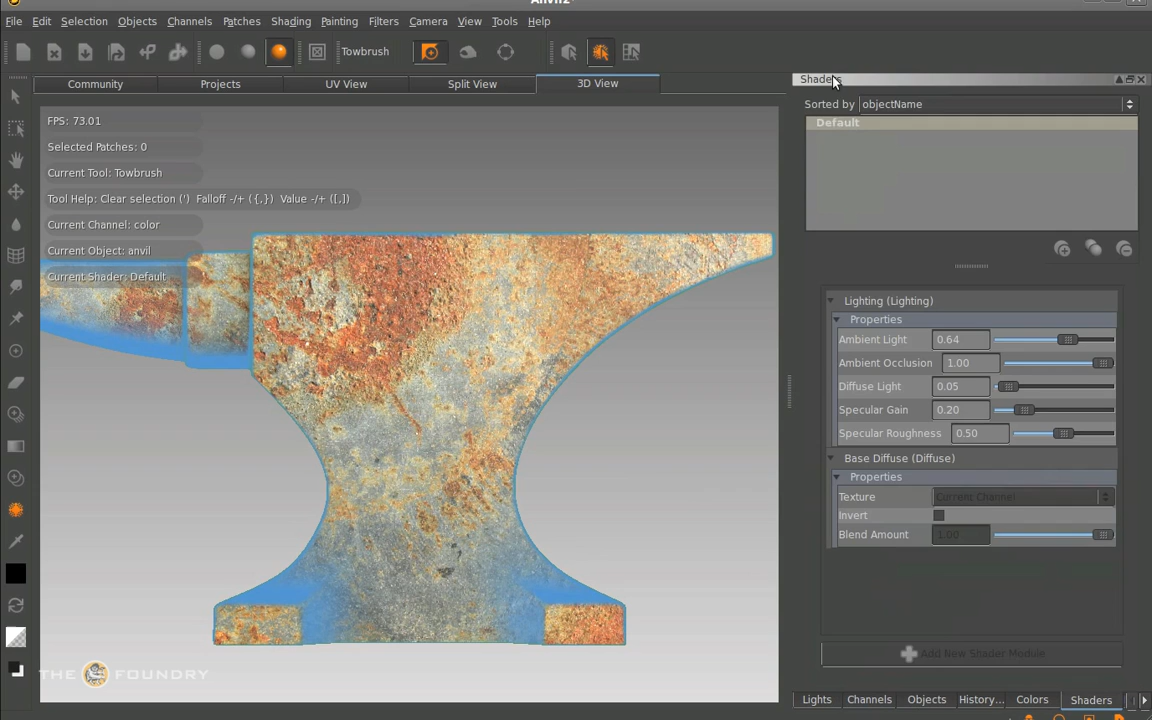 File Edit Selection Objects Channels Patches Shading Painting Filters Camera View Tools Help
Towbrush
Community Projects UV View Split View 3D View
FPS: 73.01
Selected Patches: 0
Current Tool: Towbrush
Tool Help: Clear selection (') Falloff -/+ ({,}) Value -/+ ([,])
Current Channel: color
Current Object: anvil
Current Shader: Default
THE FOUNDRY
Shaders
Sorted by objectName
Default
Lighting (Lighting)
Properties
Ambient Light 0.64
Ambient Occlusion 1.00
Diffuse Light 0.05
Specular Gain 0.20
Specular Roughness 0.50
Base Diffuse (Diffuse)
Properties
Texture Current Channel
Invert
Blend Amount 1.00
Add New Shader Module
Lights Channels Objects History... Colors Shaders